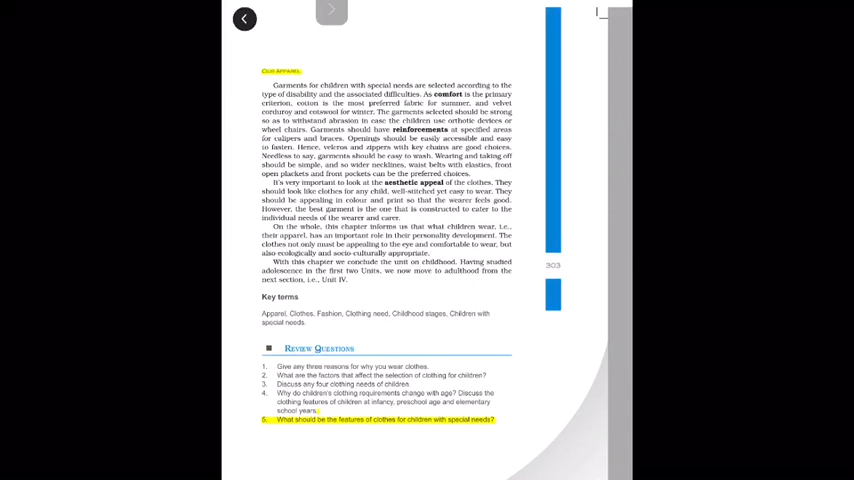 OUR APPAREL
Garments for children with special needs are selected according to the
type of disability and the associated difficulties. As comfort is the primary
criterion, cotton is the most preferred fabric for summer, and velvet
corduroy and cotswool for winter. The garments selected should be strong
so as to withstand abrasion in case the children use orthotic devices or
wheel chairs. Garments should have reinforcements at specified areas
for calipers and braces. Openings should be easily accessible and easy
to fasten. Hence, velcros and zippers with key chains are good choices.
Needless to say, garments should be easy to wash. Wearing and taking off
should be simple, and so wider necklines, waist belts with elastics, front
open plackets and front pockets can be the preferred choices.
It's very important to look at the aesthetic appeal of the clothes. They
should look like clothes for any child, well-stitched yet easy to wear. They
should be appealing in colour and print so that the wearer feels good.
However, the best garment is the one that is constructed to cater to the
individual needs of the wearer and carer.
On the whole, this chapter informs us that what children wear, i.e.,
their apparel, has an important role in their personality development. The
clothes not only must be appealing to the eye and comfortable to wear, but
also ecologically and socio-culturally appropriate.
With this chapter we conclude the unit on childhood. Having studied
adolescence in the first two Units, we now move to adulthood from the
next section, i.e., Unit IV.
303
Key terms
Apparel, Clothes, Fashion, Clothing need, Childhood stages, Children with
special needs.
REVIEW QUESTIONS
1. Give any three reasons for why you wear clothes.
2. What are the factors that affect the selection of clothing for children?
3. Discuss any four clothing needs of children.
4. Why do children's clothing requirements change with age? Discuss the
clothing features of children at infancy, preschool age and elementary
school years.
5. What should be the features of clothes for children with special needs?